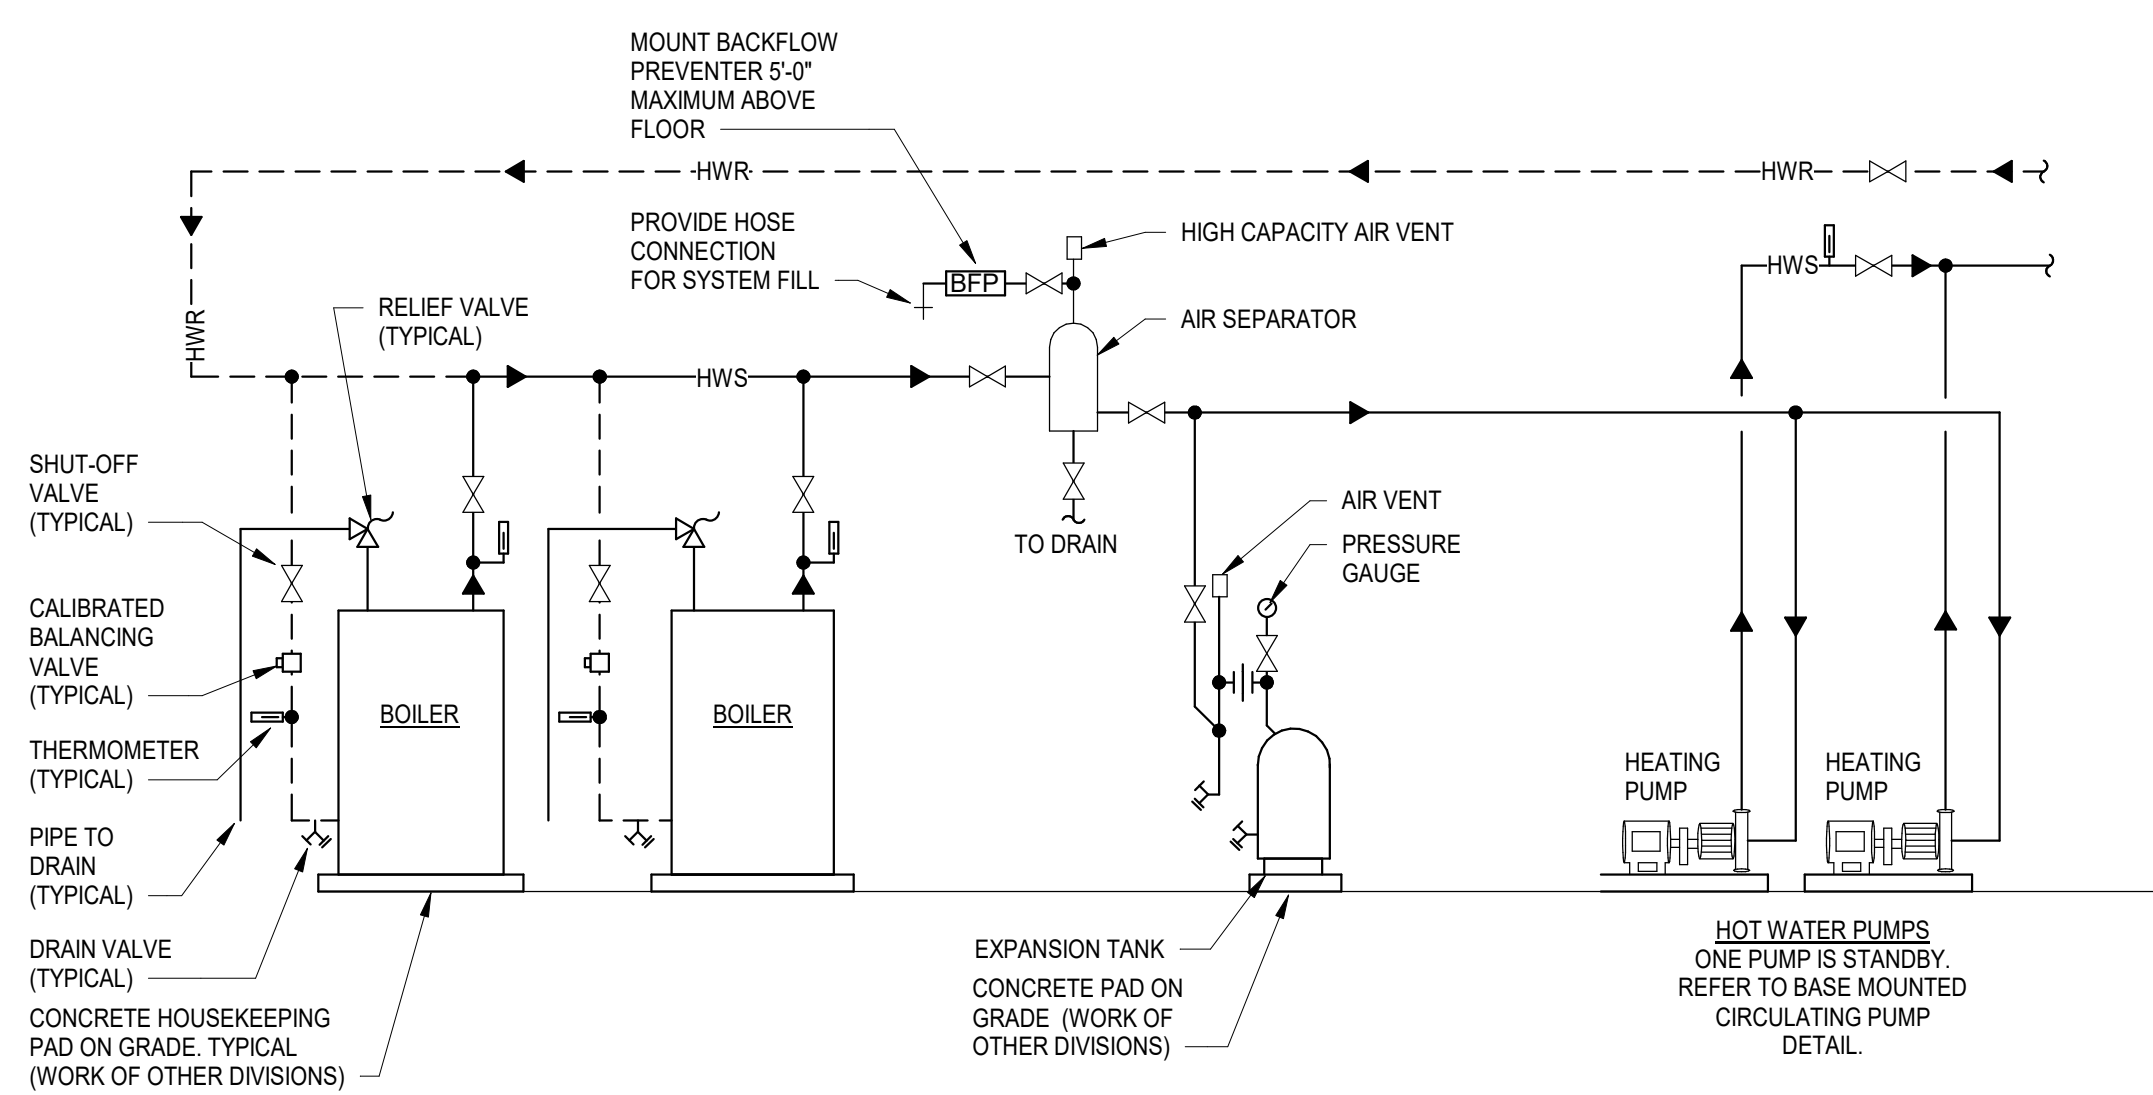 MOUNT BACKFLOW
PREVENTER 5'-0"
MAXIMUM ABOVE
FLOOR
HWR
HWR
PROVIDE HOSE
CONNECTION
FOR SYSTEM FILL
BFP
HIGH CAPACITY AIR VENT
HWS
HWR
RELIEF VALVE
(TYPICAL)
AIR SEPARATOR
HWS
SHUT-OFF
VALVE
(TYPICAL)
TO DRAIN
AIR VENT
PRESSURE
GAUGE
CALIBRATED
BALANCING
VALVE
(TYPICAL)
BOILER
BOILER
THERMOMETER
(TYPICAL)
HEATING
PUMP
HEATING
PUMP
PIPE TO
DRAIN
(TYPICAL)
DRAIN VALVE
(TYPICAL)
CONCRETE HOUSEKEEPING
PAD ON GRADE. TYPICAL
(WORK OF OTHER DIVISIONS)
EXPANSION TANK
CONCRETE PAD ON
GRADE (WORK OF
OTHER DIVISIONS)
HOT WATER PUMPS
ONE PUMP IS STANDBY.
REFER TO BASE MOUNTED
CIRCULATING PUMP
DETAIL.